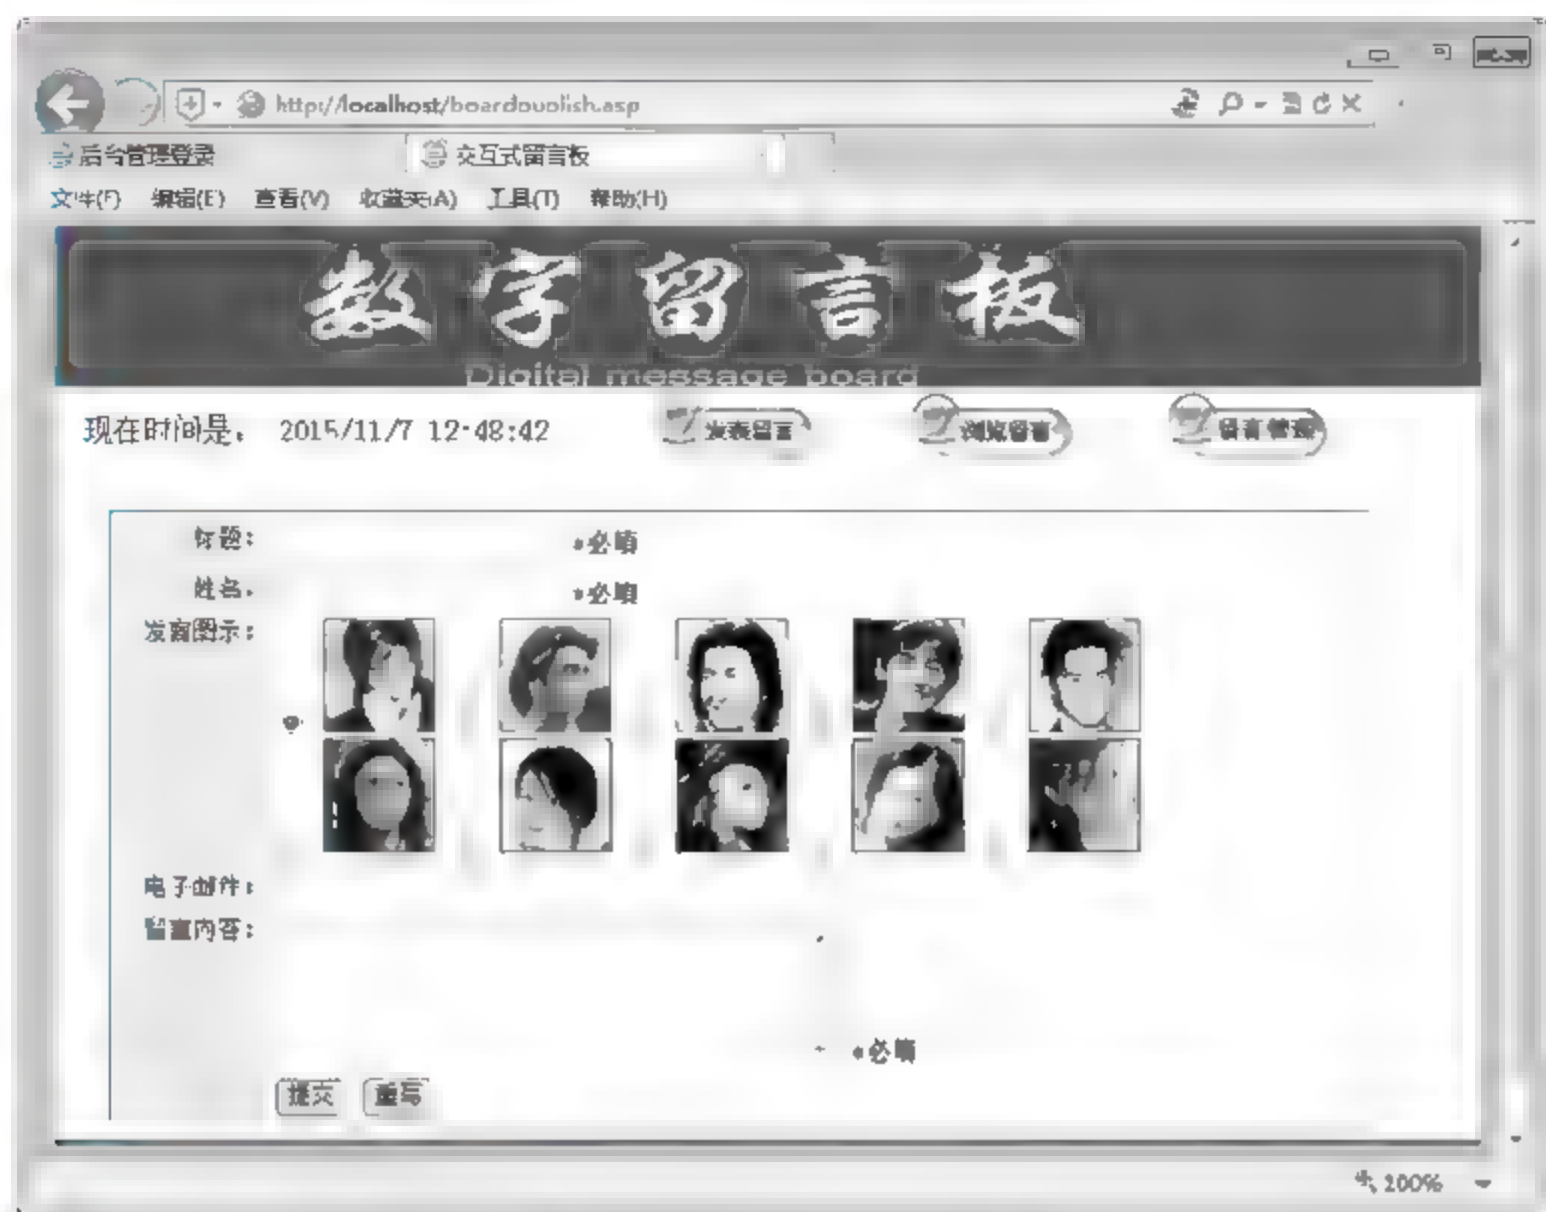 http://localhost/boardpublish.asp
后台管理登录 交互式留言板
文件(F) 编辑(E) 查看(V) 收藏夹(A) 工具(T) 帮助(H)
数字留言板
Digital message board
现在时间是: 2015/11/7 12:48:42 发表留言 浏览留言 留言管理
标题: *必填
姓名: *必填
发言图示:
电子邮件:
留言内容:
*必填
提交 重写
100%